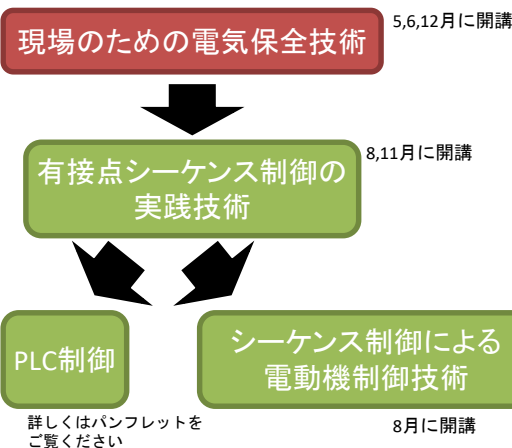 現場のための電気保全技術
5,6,12月に開講
有接点シーケンス制御の
実践技術
8,11月に開講
PLC制御
シーケンス制御による
電動機制御技術
詳しくはパンフレットを
ご覧ください
8月に開講